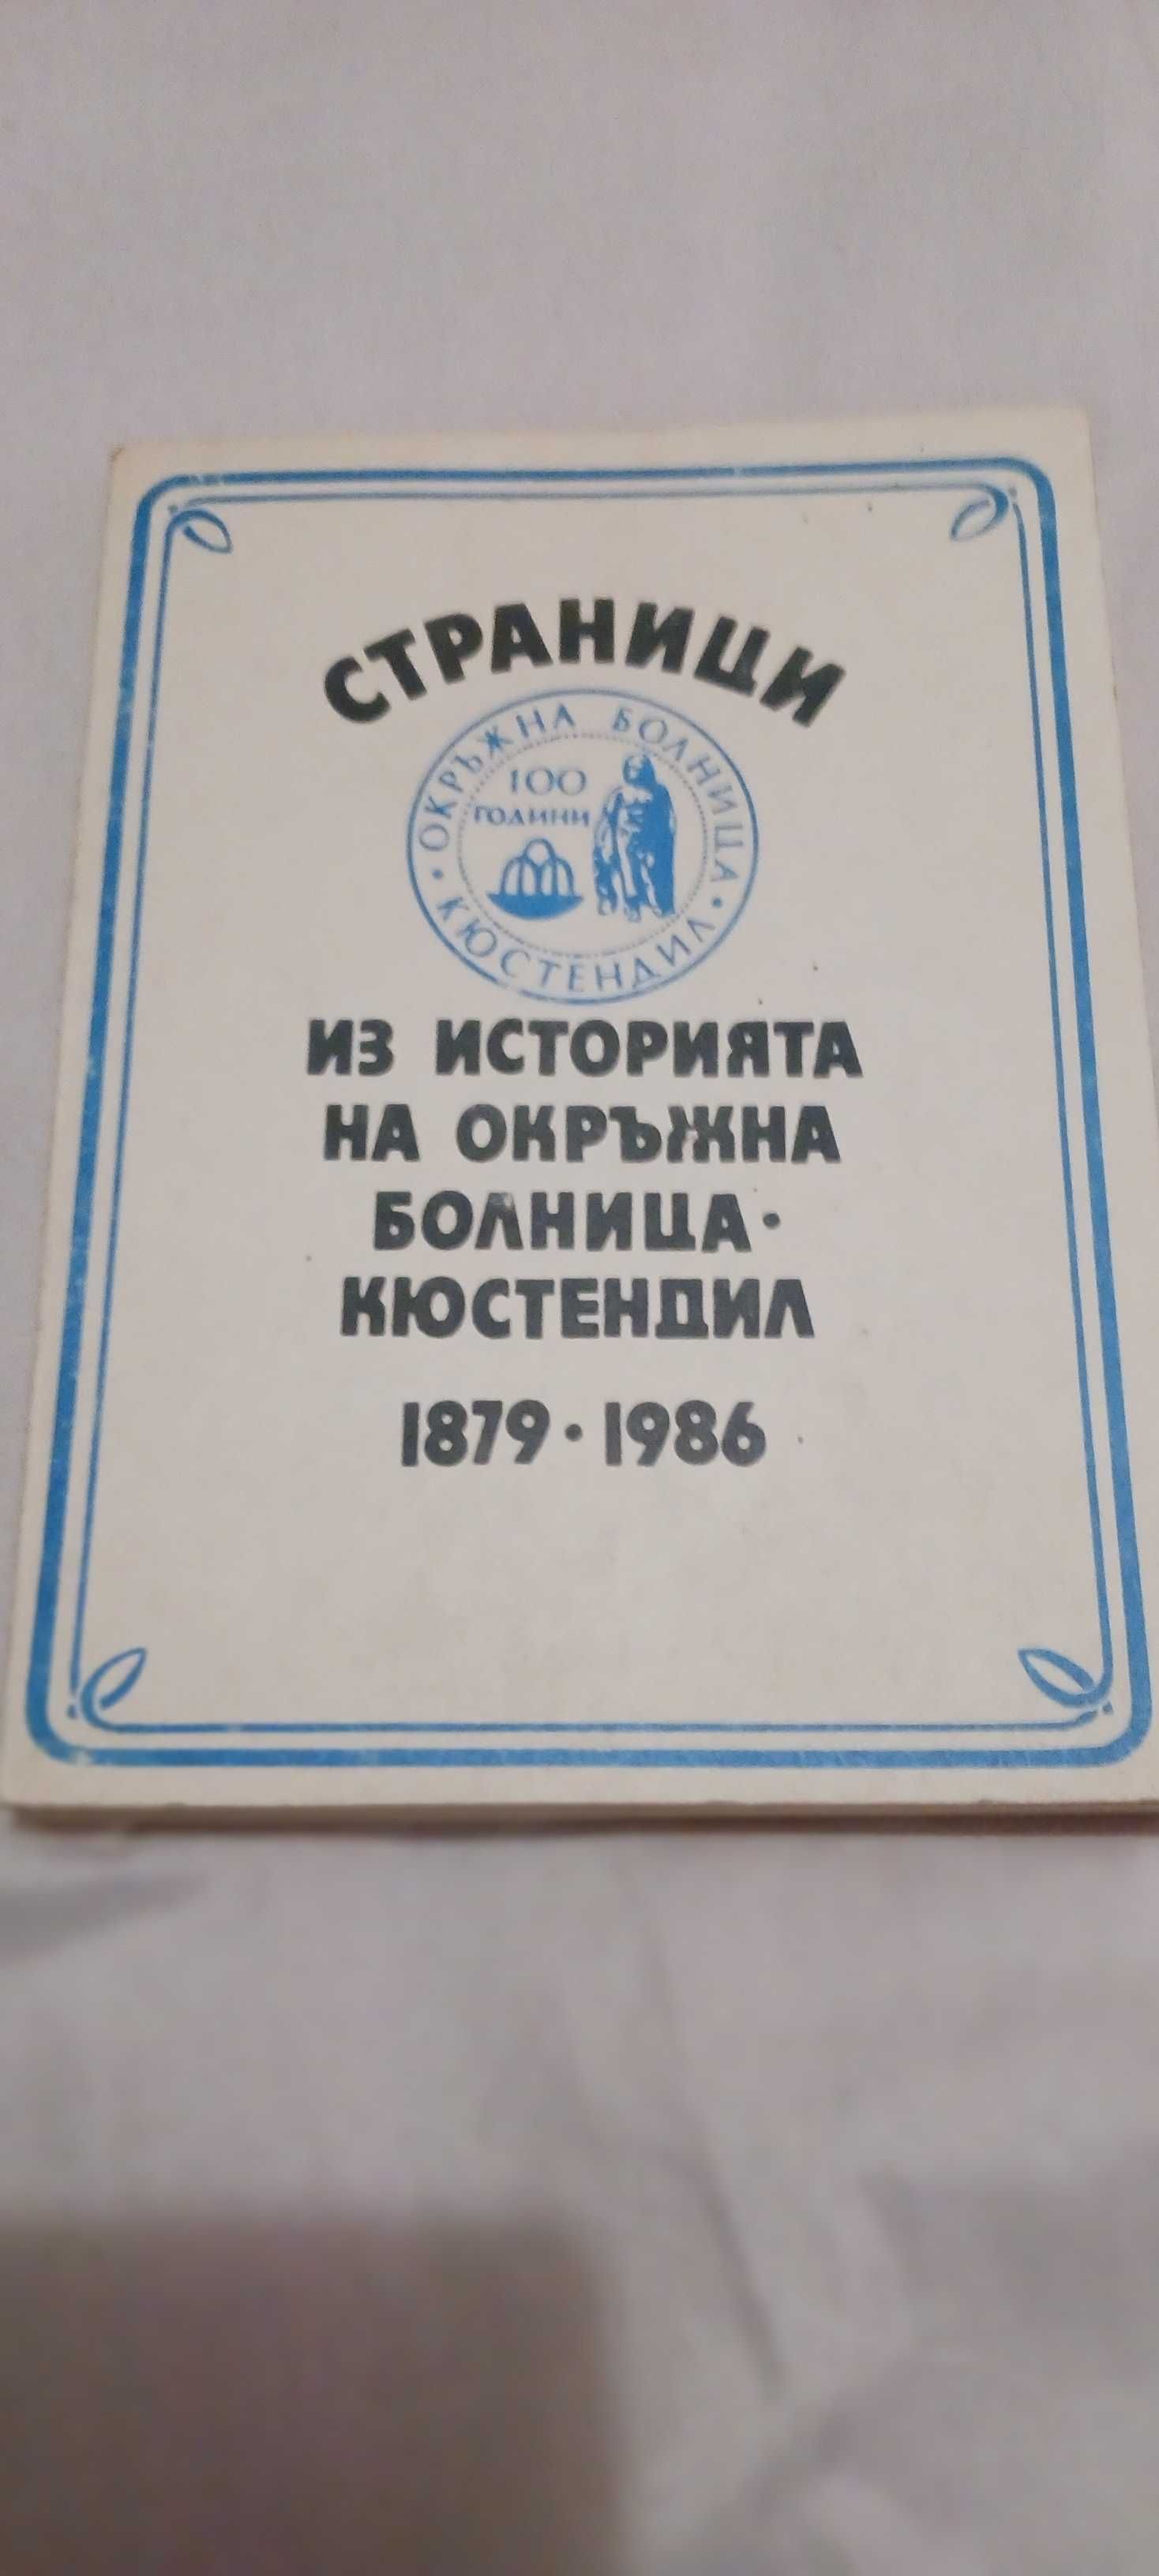 СТРАНИЦИ
ОКРЪЖНА БОЛНИЦА
100
ГОДИНИ
• КЮСТЕНДИЛ •
ИЗ ИСТОРИЯТА
НА ОКРЪЖНА
БОЛНИЦА •
КЮСТЕНДИЛ
1879 • 1986